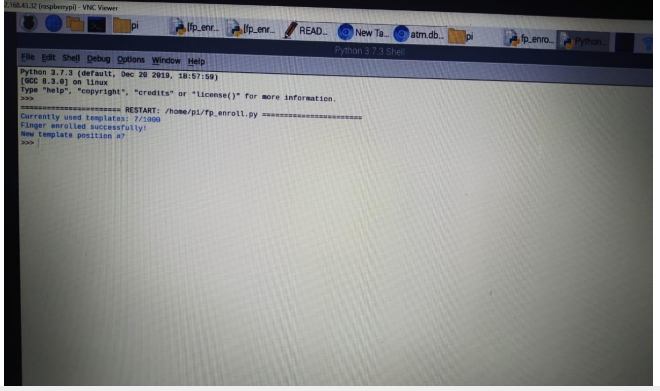 2.168.43.32 (raspberrypi) - VNC Viewer
pi [fp_enr... [fp_enr... READ... New Ta... atm.db... pi fp_enro... Python...
Python 3.7.3 Shell
File Edit Shell Debug Options Window Help
Python 3.7.3 (default, Dec 20 2019, 18:57:59)
[GCC 8.3.0] on linux
Type "help", "copyright", "credits" or "license()" for more information.
>>>
====================== RESTART: /home/pi/fp_enroll.py ======================
Currently used templates: 7/1000
Finger enrolled successfully!
New template position #7
>>>